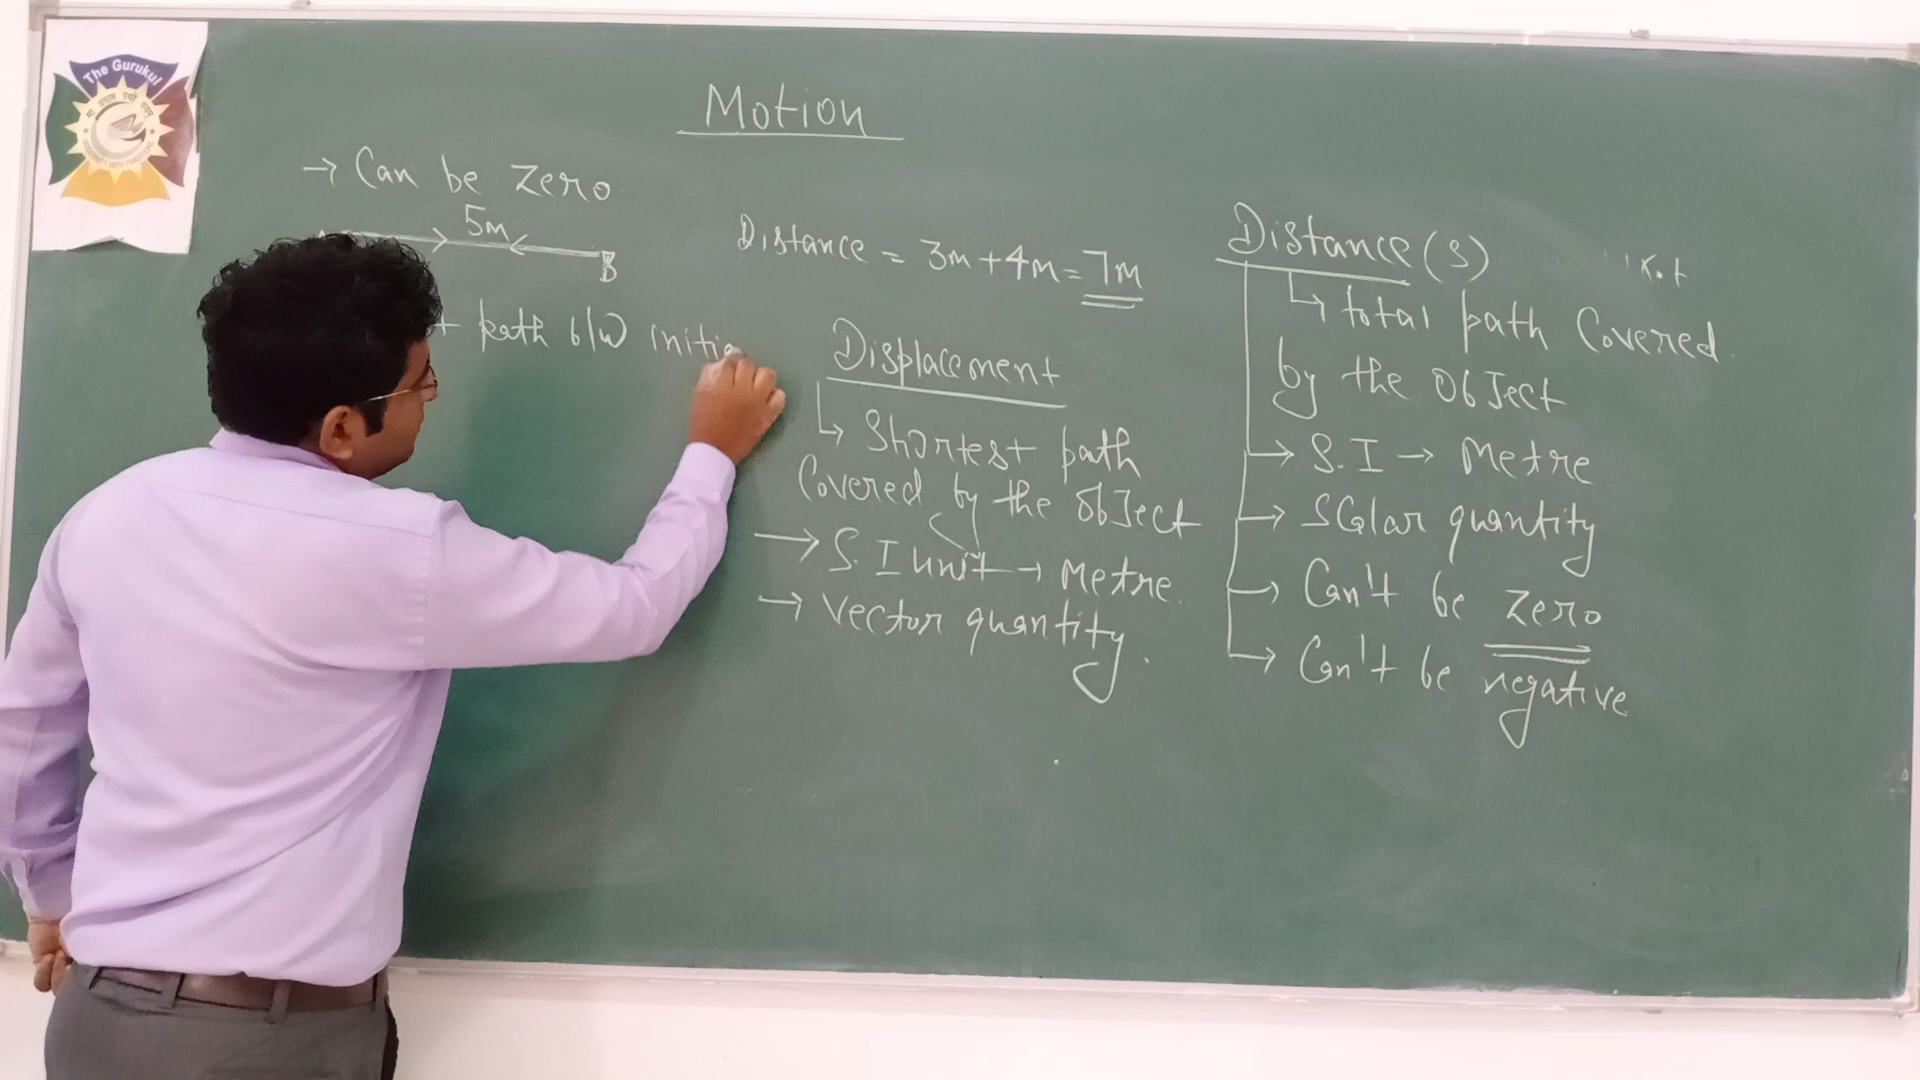 The Gurukul
Motion
→ Can be zero
5m
B
path b/w initia
Distance = 3m+4m=7m
Displacement
↳ Shortest path
Covered by the object
→ S.I unit → Metre
→ Vector quantity.
Distance (s)
↳ total path Covered
by the object
→ S.I → Metre
→ Scalar quantity
→ Can't be zero
→ Can't be negative